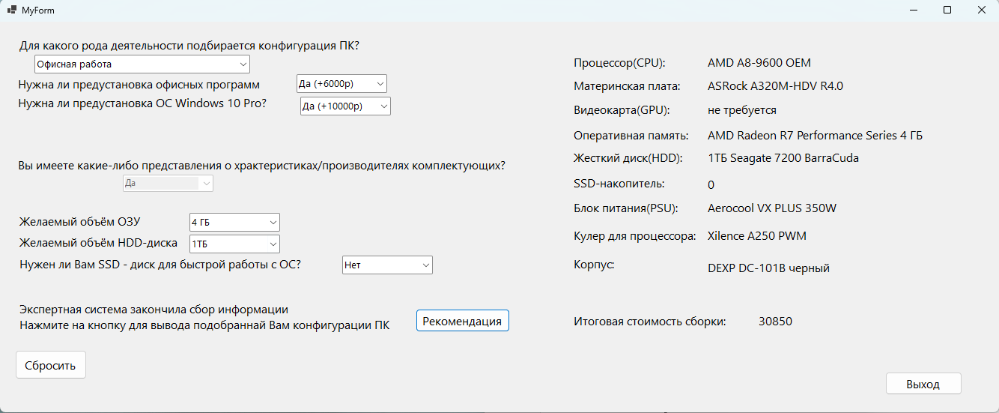 MyForm
Для какого рода деятельности подбирается конфигурация ПК?
Офисная работа
Нужна ли предустановка офисных программ
Да (+6000р)
Нужна ли предустановка ОС Windows 10 Pro?
Да (+10000р)
Вы имеете какие-либо представления о храктеристиках/производителях комплектующих?
Да
Желаемый объём ОЗУ
4 ГБ
Желаемый объём HDD-диска
1ТБ
Нужен ли Вам SSD - диск для быстрой работы с ОС?
Нет
Экспертная система закончила сбор информации
Нажмите на кнопку для вывода подобраннай Вам конфигурации ПК
Рекомендация
Сбросить
Процессор(CPU): AMD A8-9600 OEM
Материнская плата: ASRock A320M-HDV R4.0
Видеокарта(GPU): не требуется
Оперативная память: AMD Radeon R7 Performance Series 4 ГБ
Жесткий диск(HDD): 1ТБ Seagate 7200 BarraCuda
SSD-накопитель: 0
Блок питания(PSU): Aerocool VX PLUS 350W
Кулер для процессора: Xilence A250 PWM
Корпус: DEXP DC-101B черный
Итоговая стоимость сборки: 30850
Выход